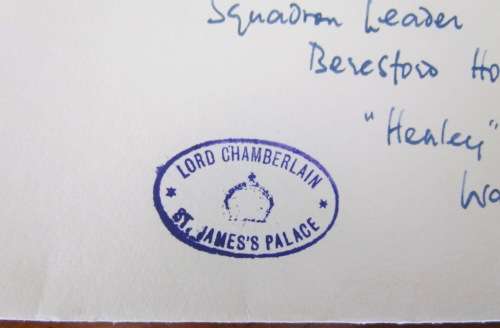 Squadron Leader
Beresford Ho
"Henley"
Wa
LORD CHAMBERLAIN
ST. JAMES'S PALACE